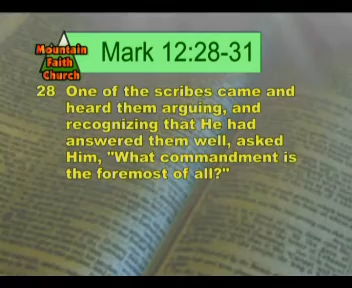 Mountain
Faith
Church
Mark 12:28-31
28 One of the scribes came and
heard them arguing, and
recognizing that He had
answered them well, asked
Him, "What commandment is
the foremost of all?"